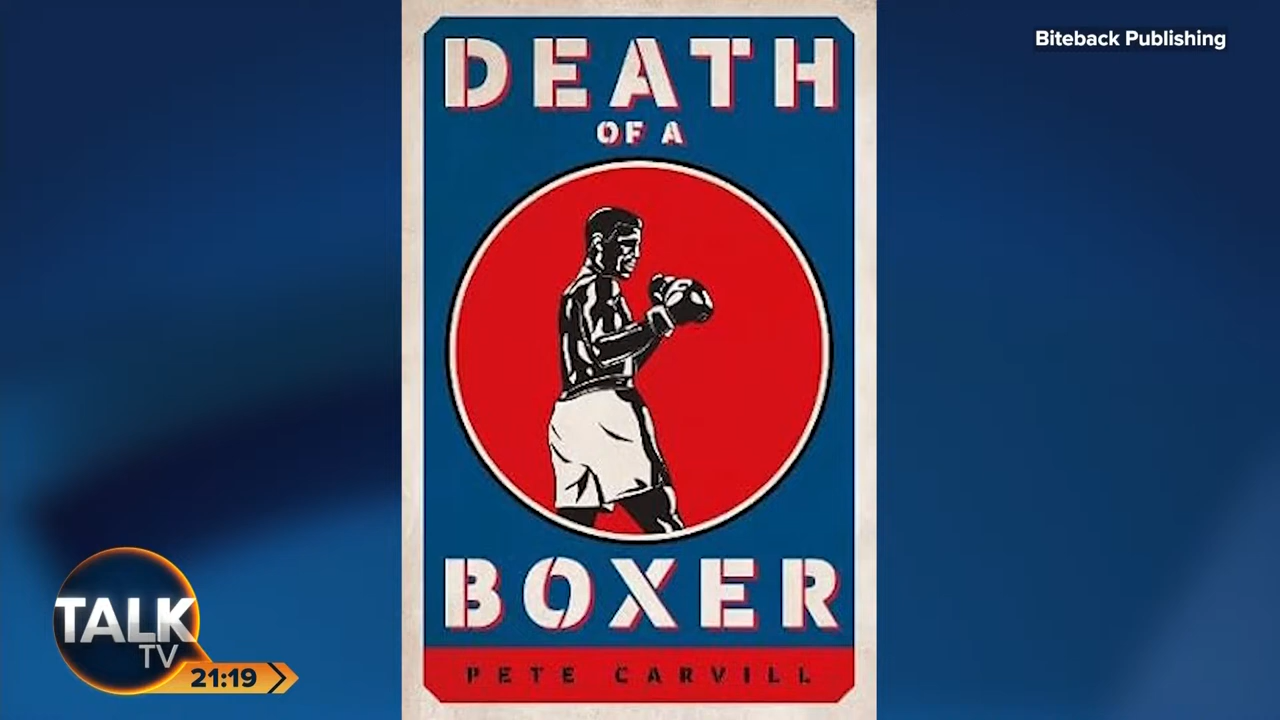 Biteback Publishing
DEATH
OF A
BOXER
PETE CARVILL
TALK
TV
21:19